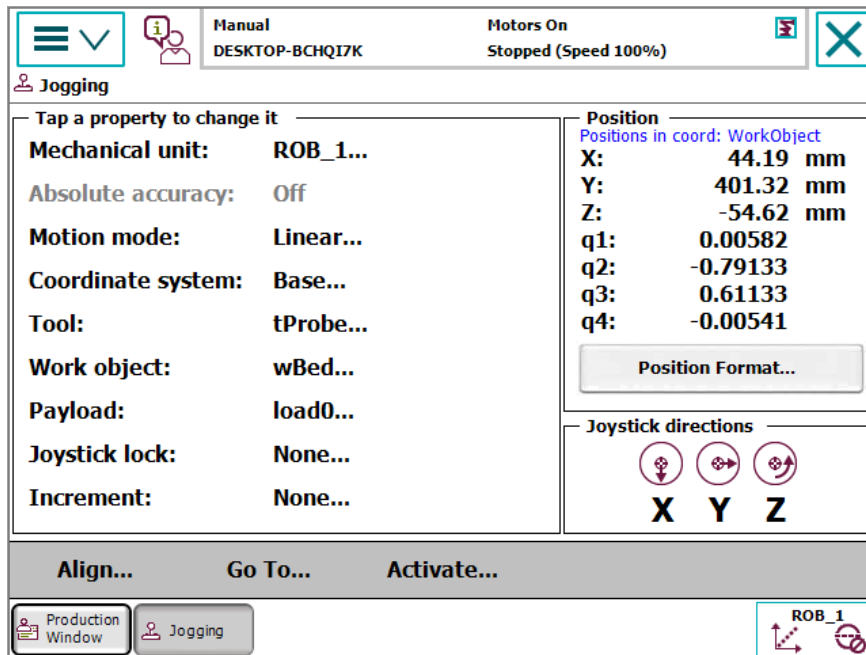 Manual
DESKTOP-BCHQI7K
Motors On
Stopped (Speed 100%)
Jogging
Tap a property to change it
Mechanical unit: ROB_1...
Absolute accuracy: Off
Motion mode: Linear...
Coordinate system: Base...
Tool: tProbe...
Work object: wBed...
Payload: load0...
Joystick lock: None...
Increment: None...
Position
Positions in coord: WorkObject
X: 44.19 mm
Y: 401.32 mm
Z: -54.62 mm
q1: 0.00582
q2: -0.79133
q3: 0.61133
q4: -0.00541
Position Format...
Joystick directions
X Y Z
Align... Go To... Activate...
Production
Window
Jogging
ROB_1